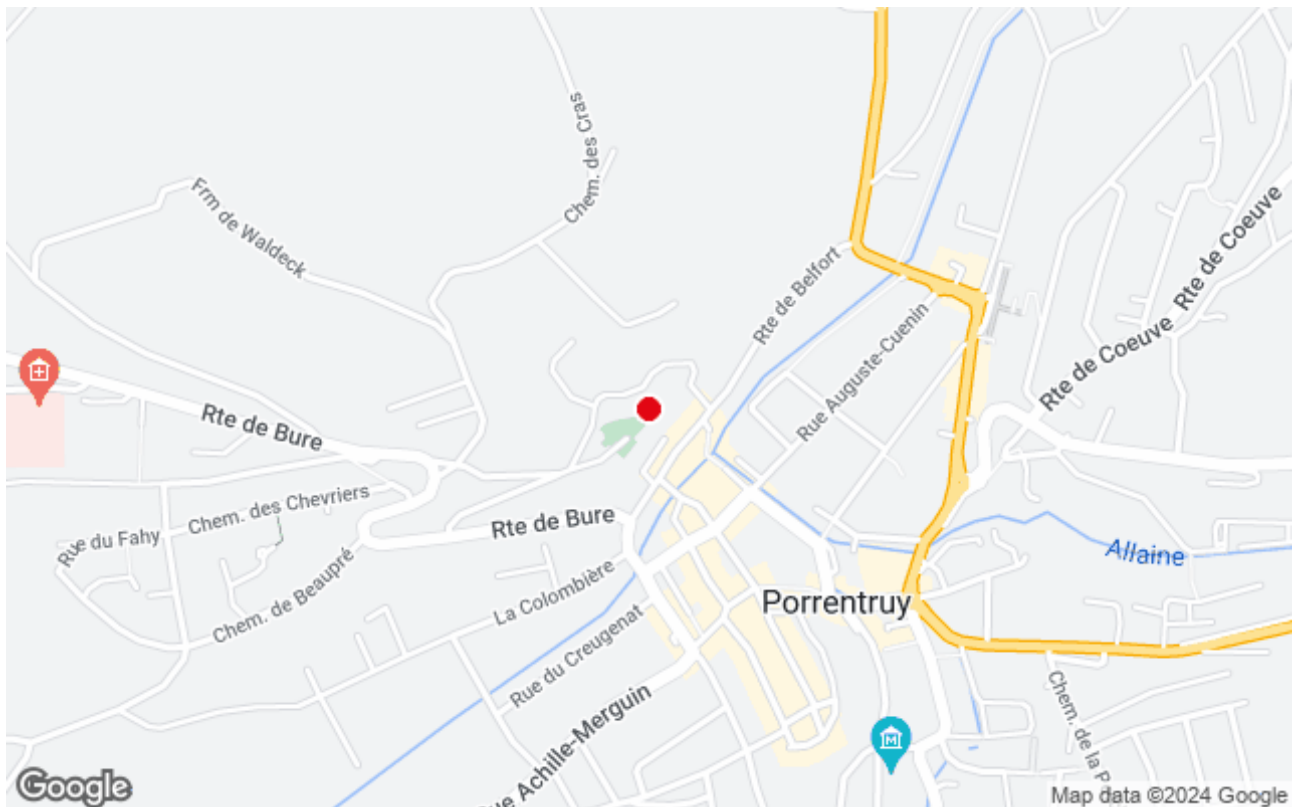 Chem. des Cras
Frm de Waldeck
Rte de Belfort
Rte de Coeuve
Rte de Coeuve
Rue Auguste-Cuenin
Rte de Bure
Chem. des Chevriers
Rte de Bure
Rue du Fahy
Allaine
Chem. de Beaupré
La Colombière
Porrentruy
Rue du Creugenat
Rue Achille-Merguin
Chem. de la P
Google
Map data ©2024 Google